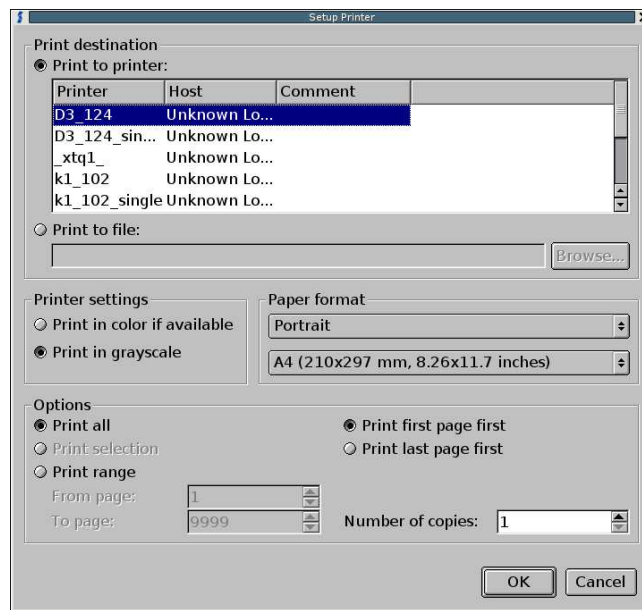 Setup Printer
Print destination
Print to printer:
Printer Host Comment
D3_124 Unknown Lo...
D3_124_sin... Unknown Lo...
_xtq1_ Unknown Lo...
k1_102 Unknown Lo...
k1_102_single Unknown Lo...
Print to file:
Browse...
Printer settings
Print in color if available
Print in grayscale
Paper format
Portrait
A4 (210x297 mm, 8.26x11.7 inches)
Options
Print all
Print selection
Print range
From page: 1
To page: 9999
Print first page first
Print last page first
Number of copies: 1
OK Cancel